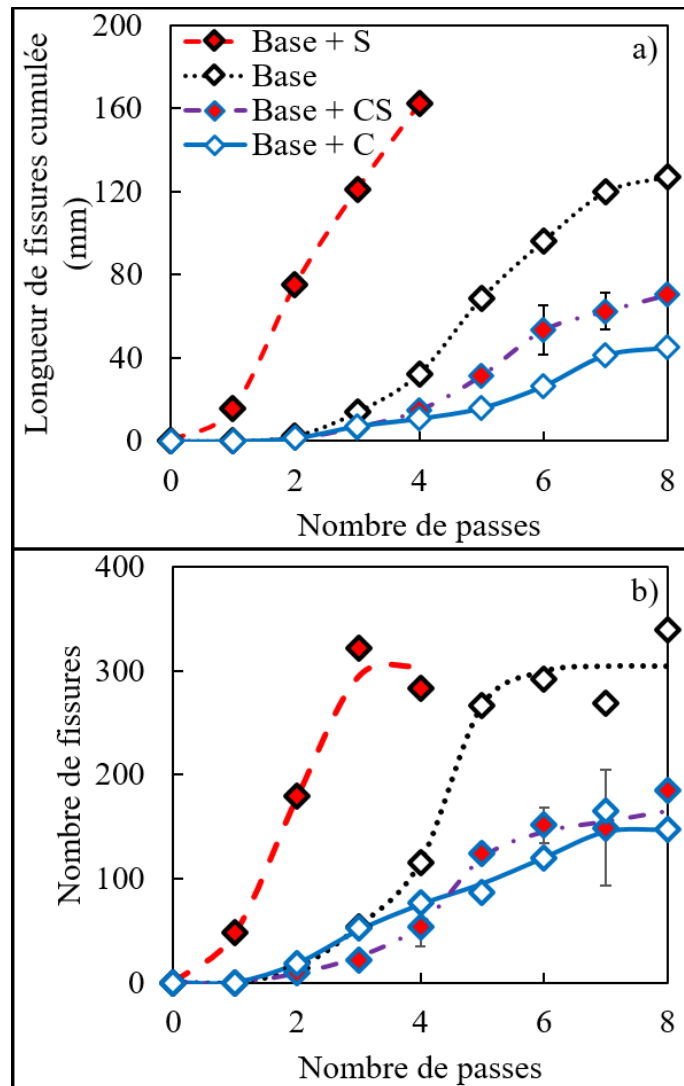 200
160
120
80
40
0
Longueur de fissures cumulée
(mm)
Base + S
Base
Base + CS
Base + C
a)
0 2 4 6 8
Nombre de passes
400
300
200
100
0
Nombre de fissures
b)
0 2 4 6 8
Nombre de passes